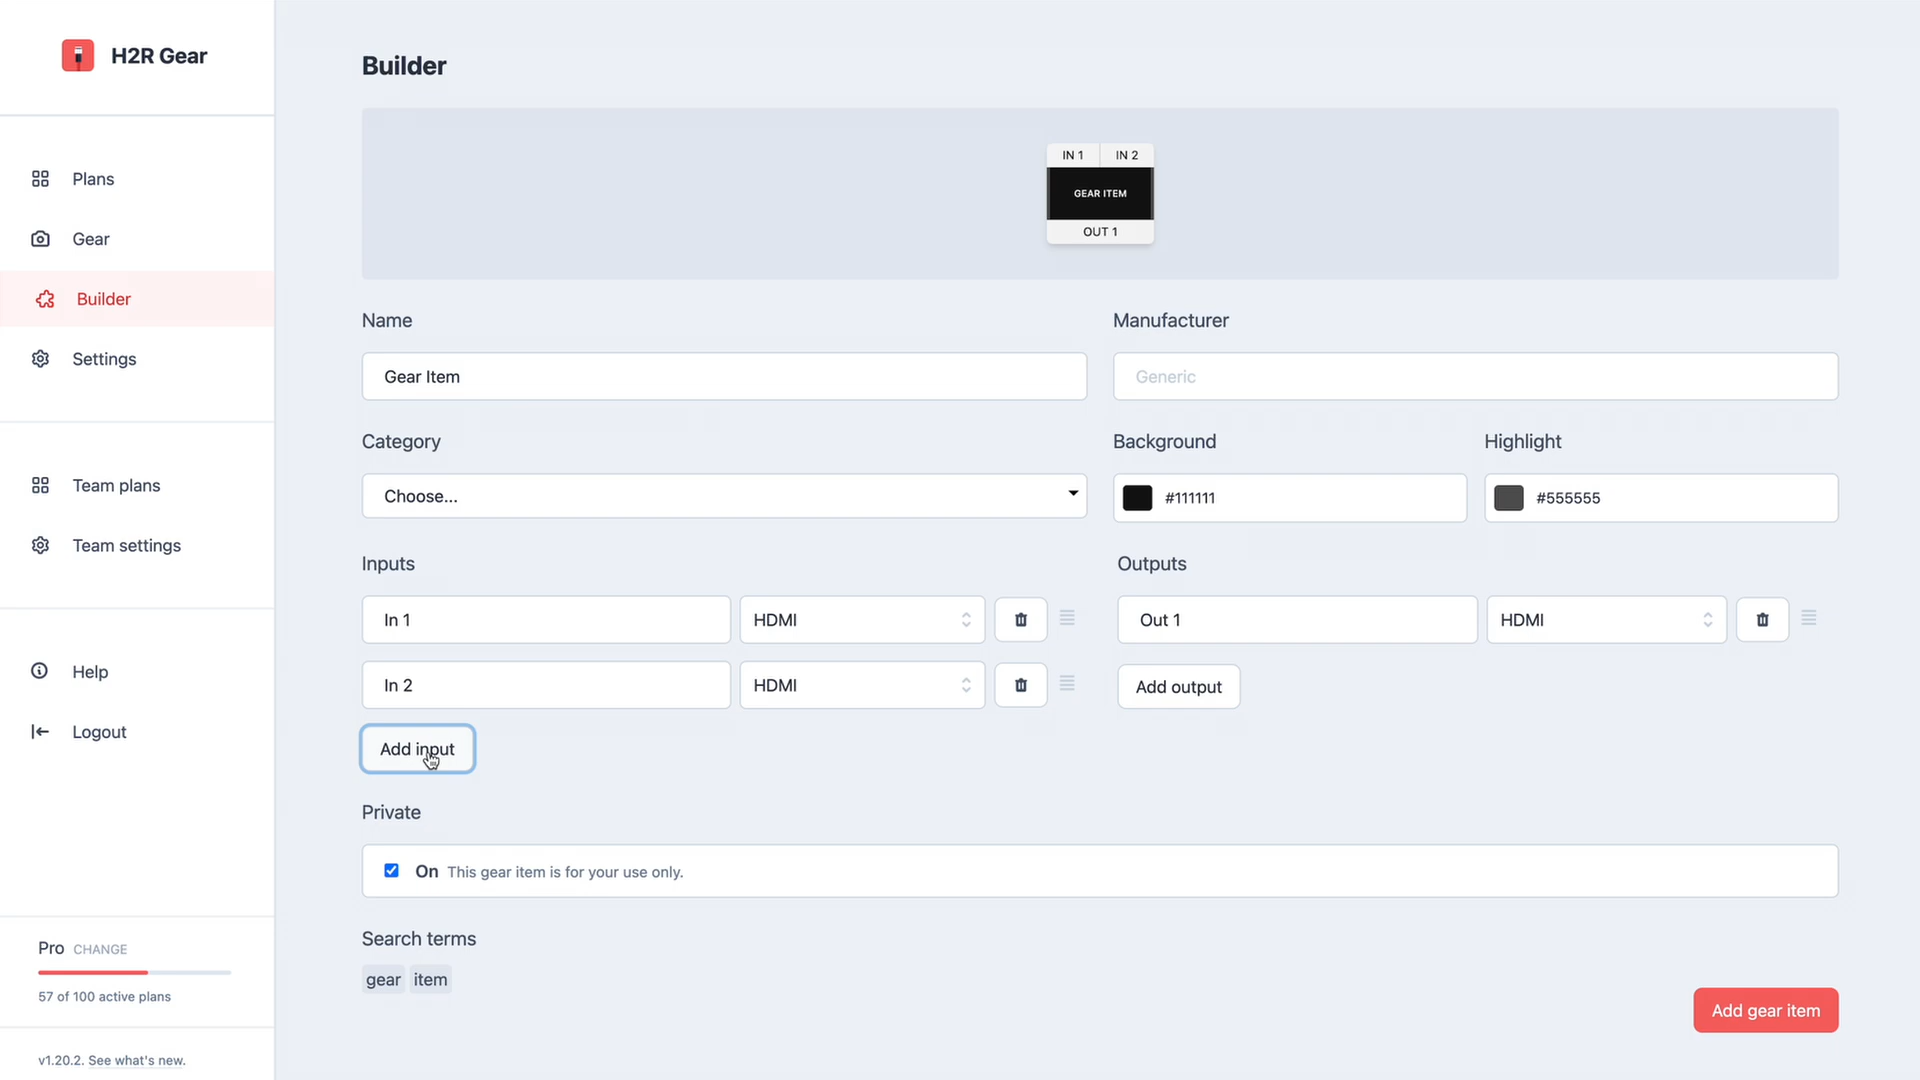 H2R Gear
Plans
Gear
Builder
Settings
Team plans
Team settings
Help
Logout
Pro CHANGE
57 of 100 active plans
v1.20.2. See what's new.
Builder
IN 1 IN 2
GEAR ITEM
OUT 1
Name
Gear Item
Manufacturer
Generic
Category
Choose...
Background
#111111
Highlight
#555555
Inputs
In 1 HDMI
In 2 HDMI
Add input
Outputs
Out 1 HDMI
Add output
Private
On This gear item is for your use only.
Search terms
gear item
Add gear item